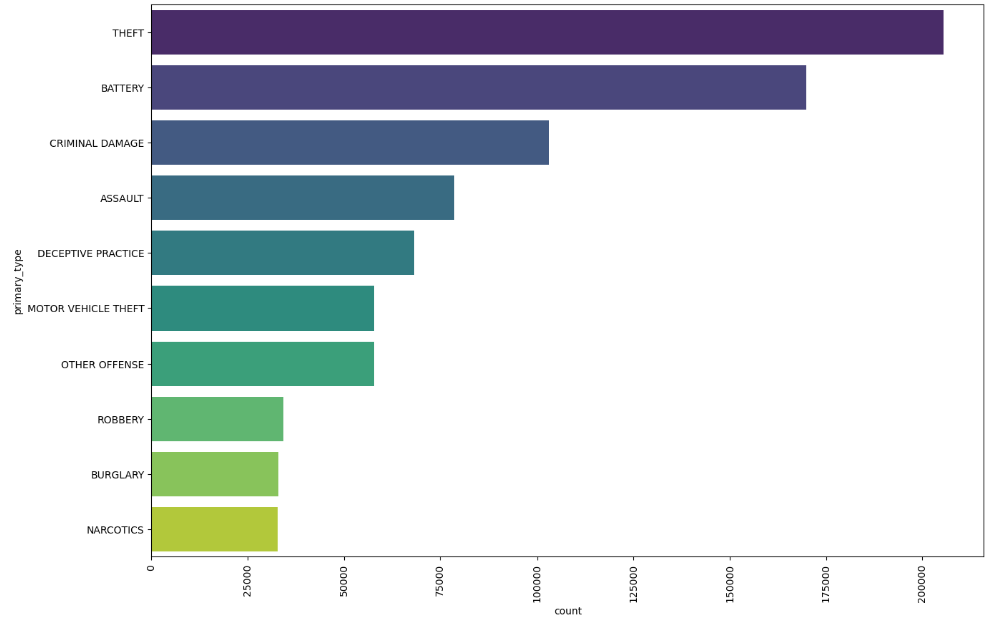 THEFT
BATTERY
CRIMINAL DAMAGE
ASSAULT
DECEPTIVE PRACTICE
MOTOR VEHICLE THEFT
OTHER OFFENSE
ROBBERY
BURGLARY
NARCOTICS
primary_type
0
25000
50000
75000
100000
125000
150000
175000
200000
count